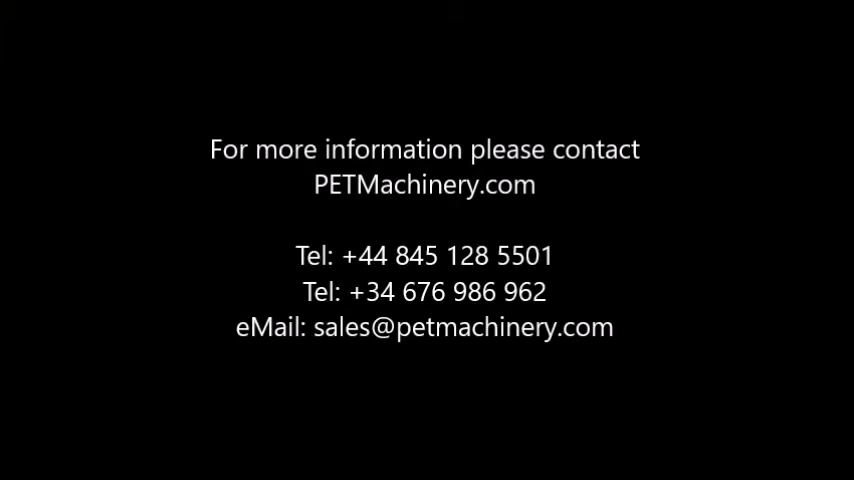 For more information please contact
PETMachinery.com
Tel: +44 845 128 5501
Tel: +34 676 986 962
eMail: sales@petmachinery.com